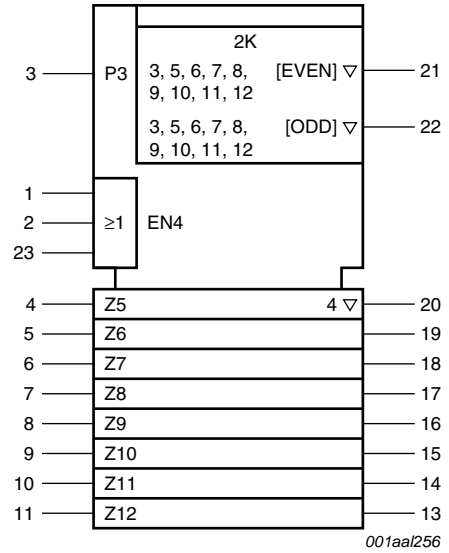 2K
3 P3 3, 5, 6, 7, 8, [EVEN] ▽ 21
9, 10, 11, 12
3, 5, 6, 7, 8, [ODD] ▽ 22
9, 10, 11, 12
1
2 ≥1 EN4
23
4 Z5 4 ▽ 20
5 Z6 19
6 Z7 18
7 Z8 17
8 Z9 16
9 Z10 15
10 Z11 14
11 Z12 13
001aal256